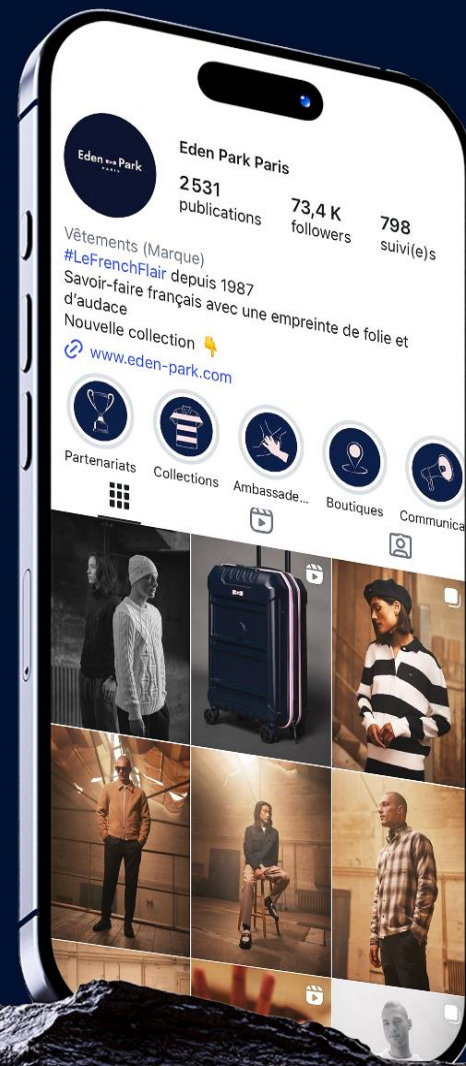 Eden Park
PARIS
Eden Park Paris
2 531
publications
73,4 K
followers
798
suivi(e)s
Vêtements (Marque)
#LeFrenchFlair depuis 1987
Savoir-faire français avec une empreinte de folie et
d’audace
Nouvelle collection 👇
www.eden-park.com
Partenariats
Collections
Ambassade...
Boutiques
Communica